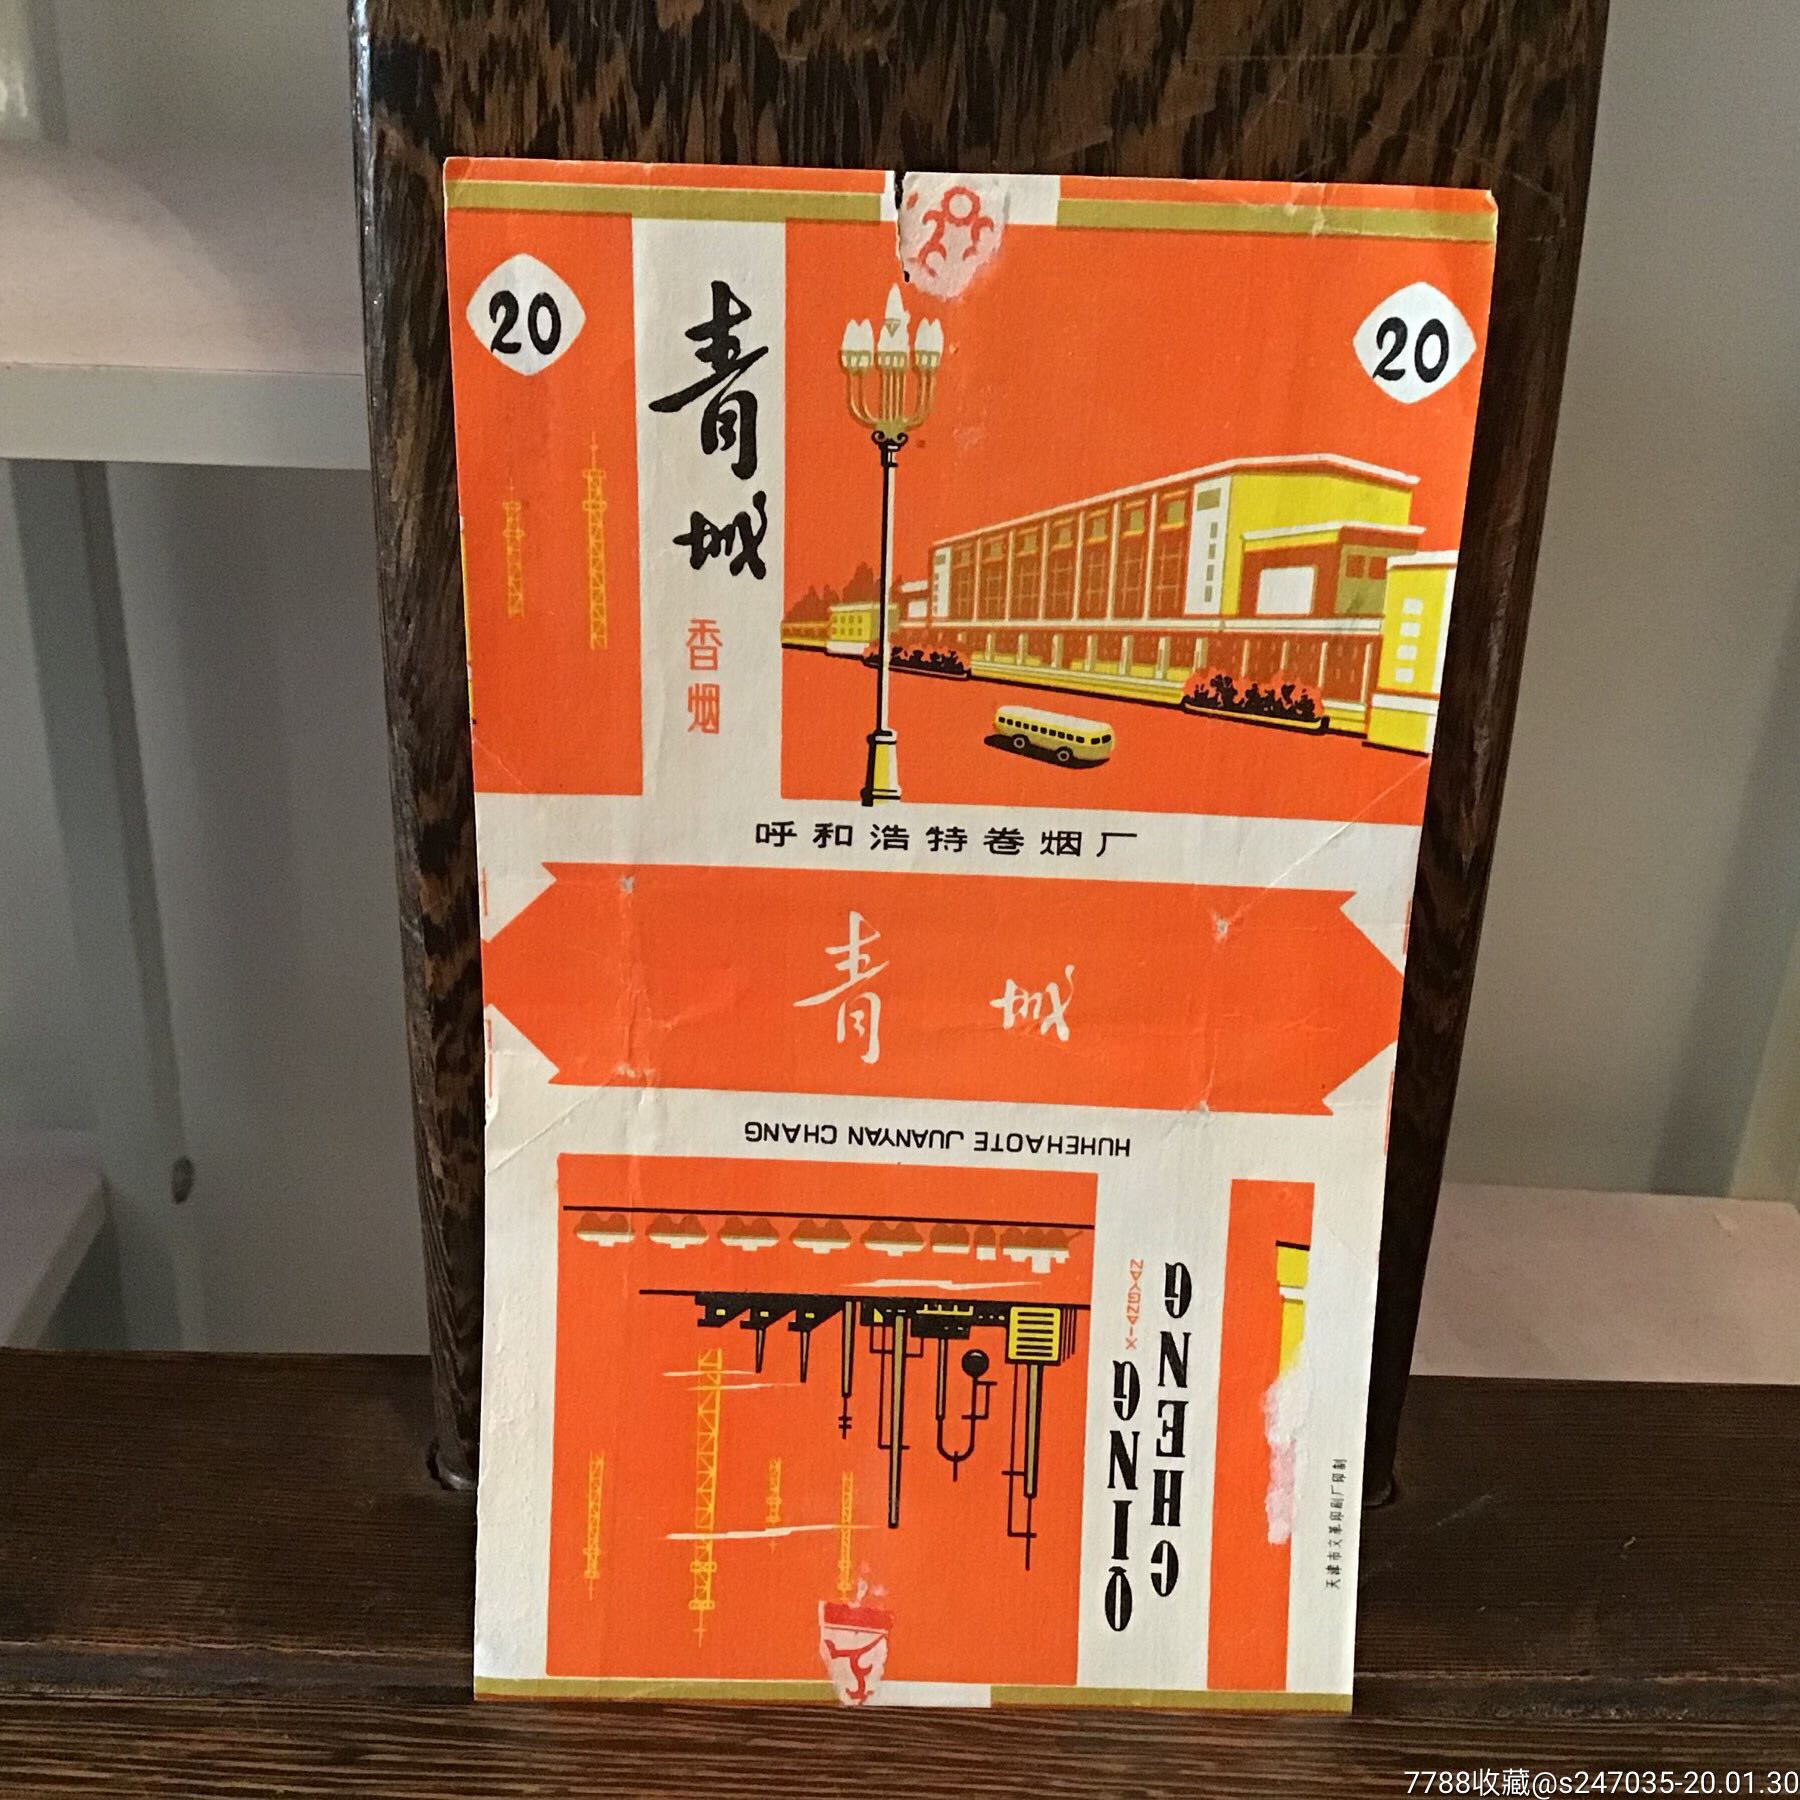 20
青城
香烟
20
呼和浩特卷烟厂
青城
HUHEHAOTE JUANYAN CHANG
QING CHENG
XIANGYAN
天津市文革印刷厂印制
7788收藏@s247035-20.01.30